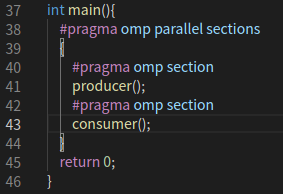 37 int main(){
38 #pragma omp parallel sections
39 {
40 #pragma omp section
41 producer();
42 #pragma omp section
43 consumer();
44 }
45 return 0;
46 }